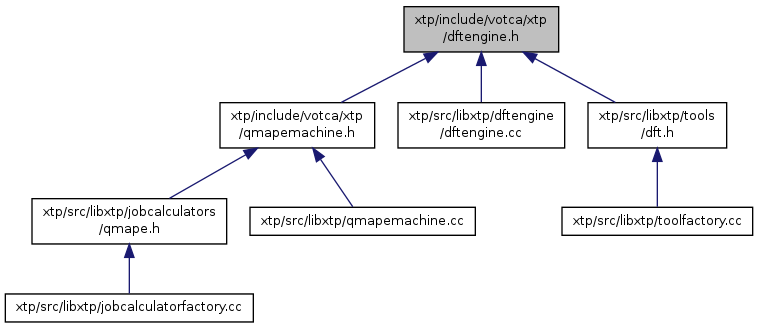 xtp/include/votca/xtp
/dftengine.h
xtp/include/votca/xtp
/qmapemachine.h
xtp/src/libxtp/dftengine
/dftengine.cc
xtp/src/libxtp/tools
/dft.h
xtp/src/libxtp/jobcalculators
/qmape.h
xtp/src/libxtp/qmapemachine.cc
xtp/src/libxtp/toolfactory.cc
xtp/src/libxtp/jobcalculatorfactory.cc